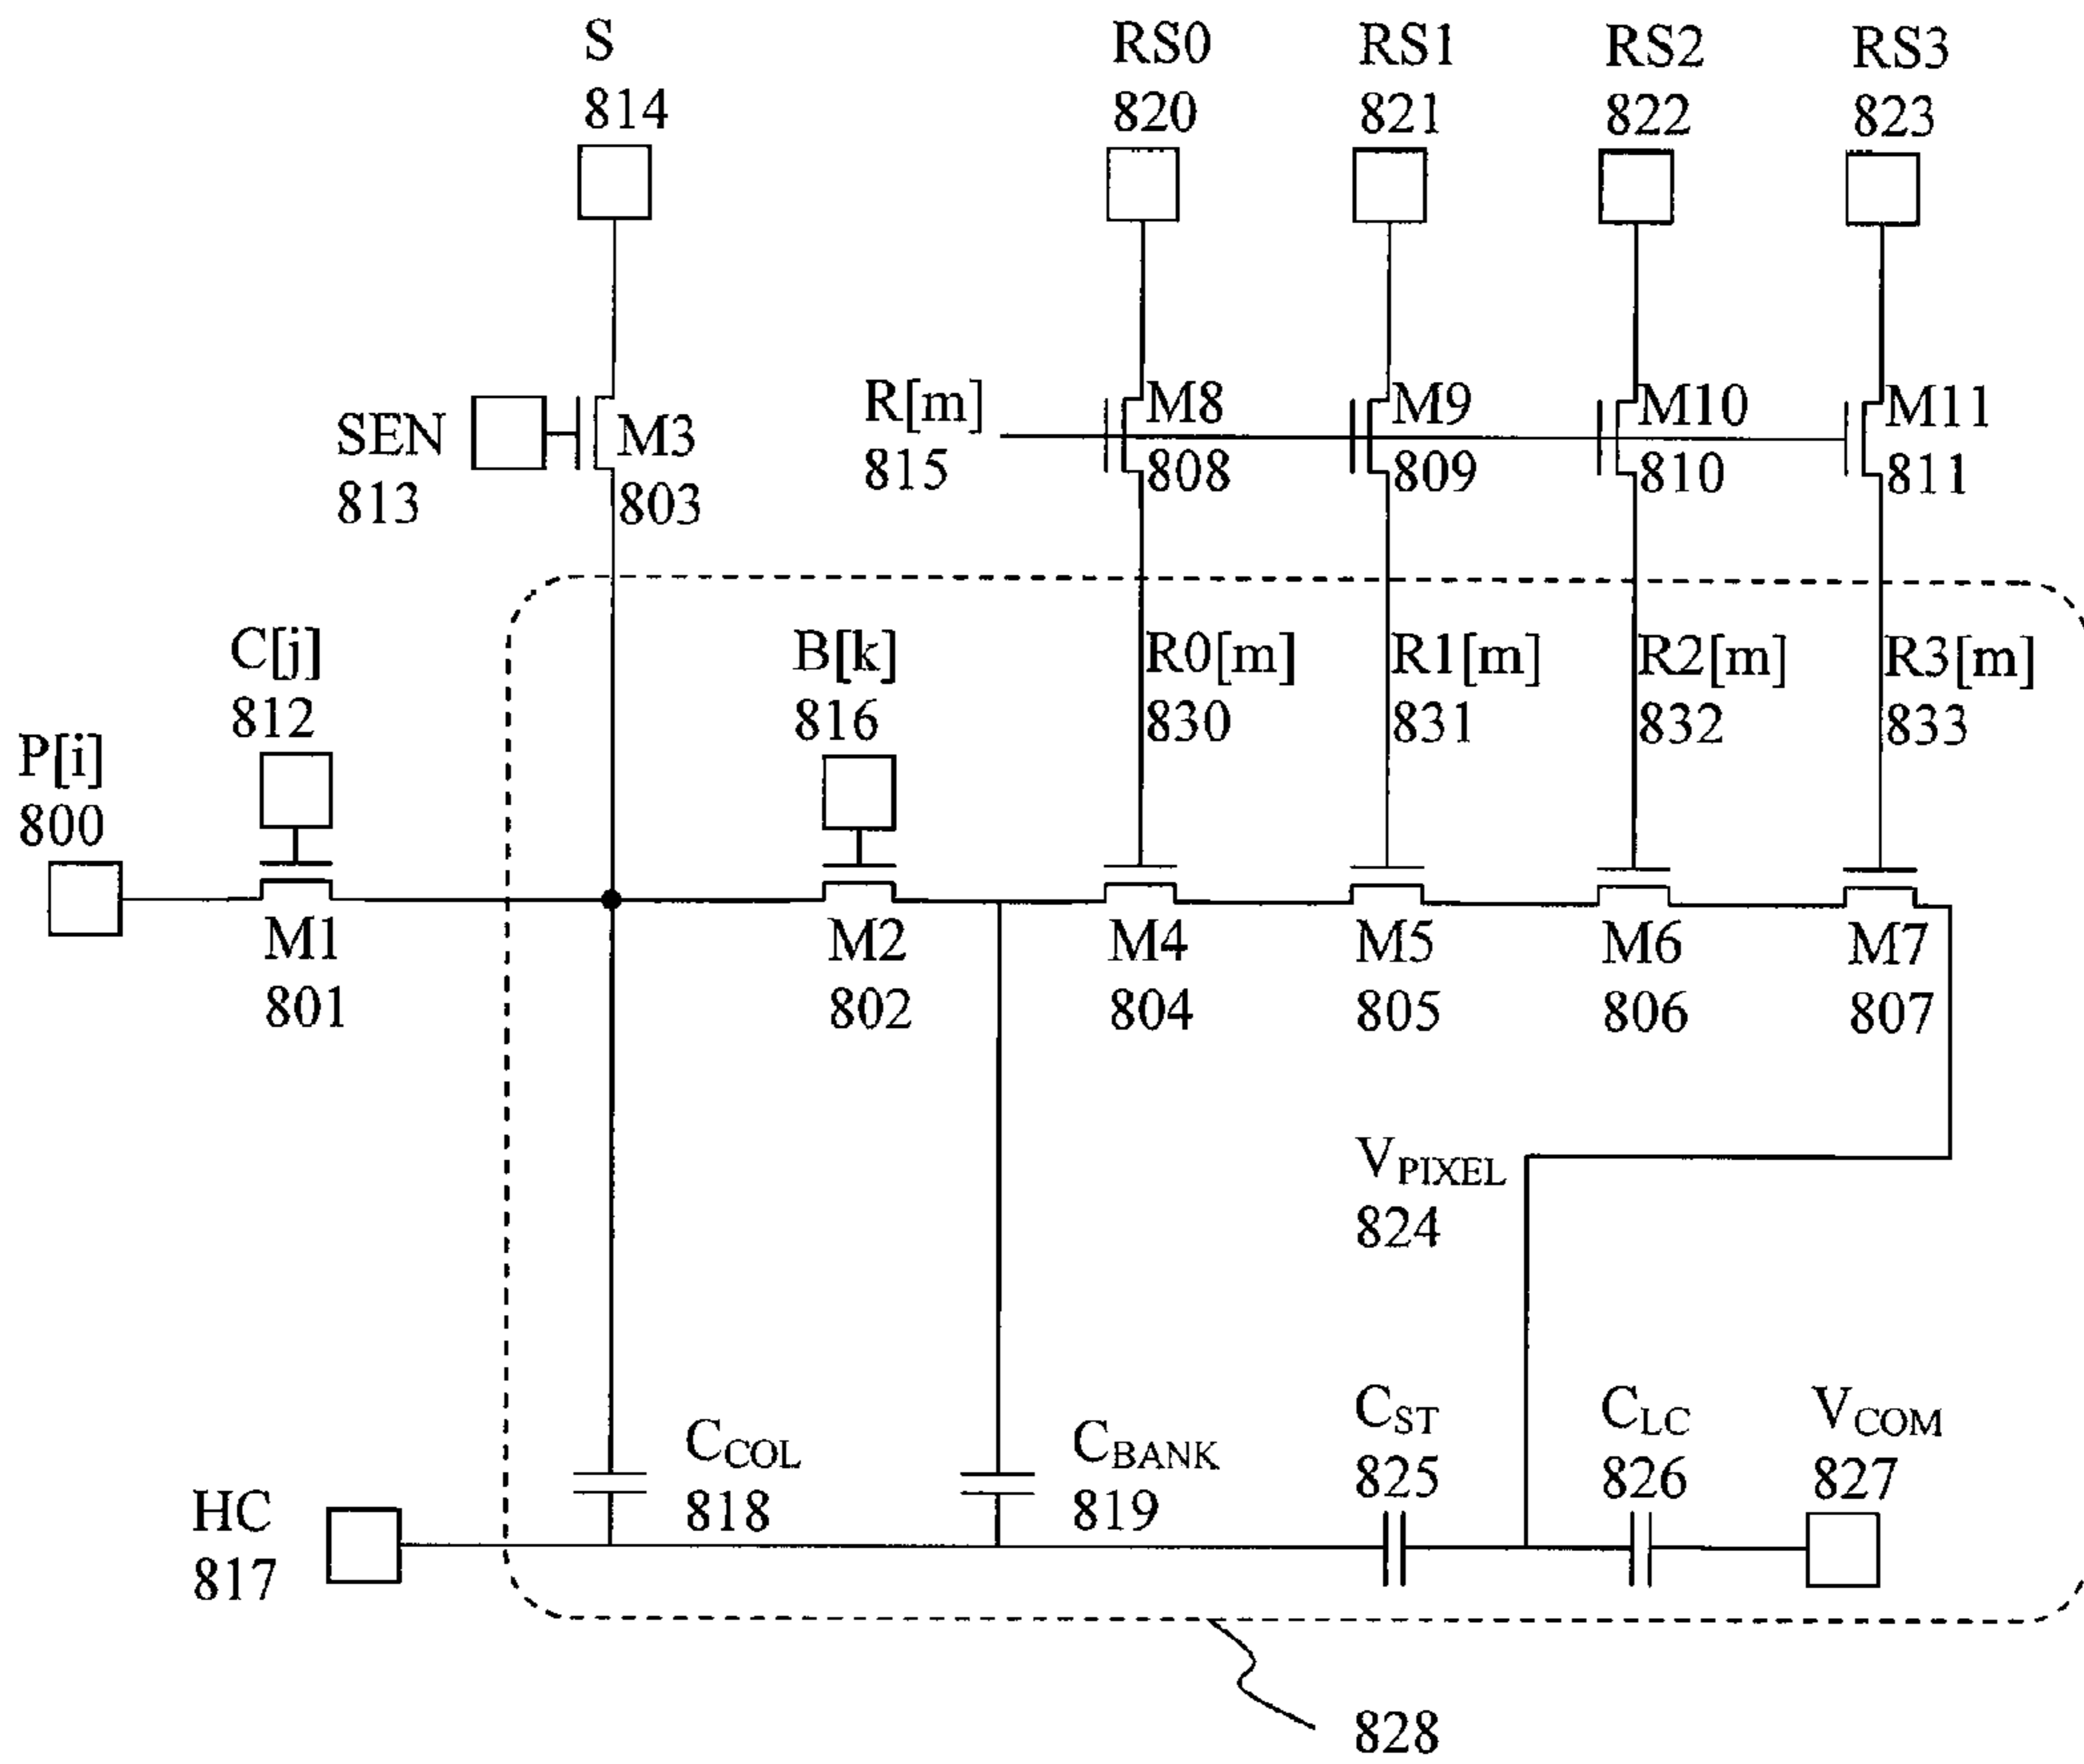 S
814
RS0
820
RS1
821
RS2
822
RS3
823
SEN
813
M3
803
R[m]
815
M8
808
M9
809
M10
810
M11
811
P[i]
800
C[j]
812
B[k]
816
R0[m]
830
R1[m]
831
R2[m]
832
R3[m]
833
M1
801
M2
802
M4
804
M5
805
M6
806
M7
807
VPIXEL
824
HC
817
CCOL
818
CBANK
819
CST
825
CLC
826
VCOM
827
828